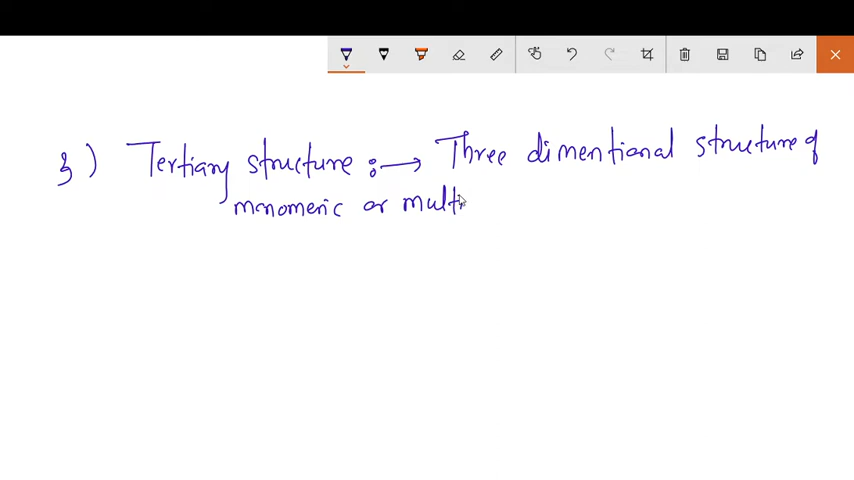 3) Tertiary structure :→ Three dimentional structure of
monomeric or multi